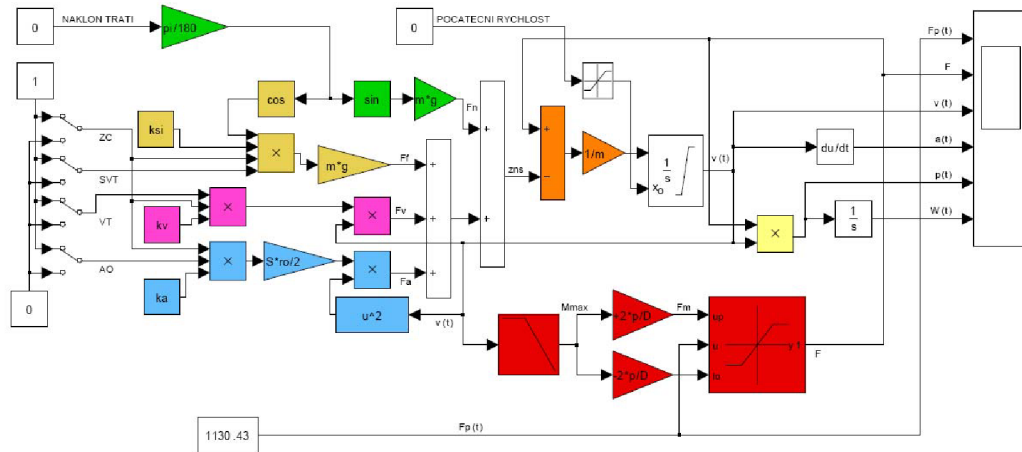 0
NAKLON TRATI
pi/180
0
POCATECNI RYCHLOST
Fp(t)
F
v(t)
a(t)
p(t)
W(t)
1
ZC
SVT
VT
AO
0
ksi
cos
sin
m*g
Fn
×
m*g
Ff
+
+
+
+
+
zns
+
−
1/m
1
s
xo
v(t)
du/dt
kv
×
×
Fv
×
1
s
ka
×
S*ro/2
×
Fa
u^2
v(t)
Mmax
+2*p/D
-2*p/D
Fm
up
u
lo
y
F
1130.43
Fp(t)